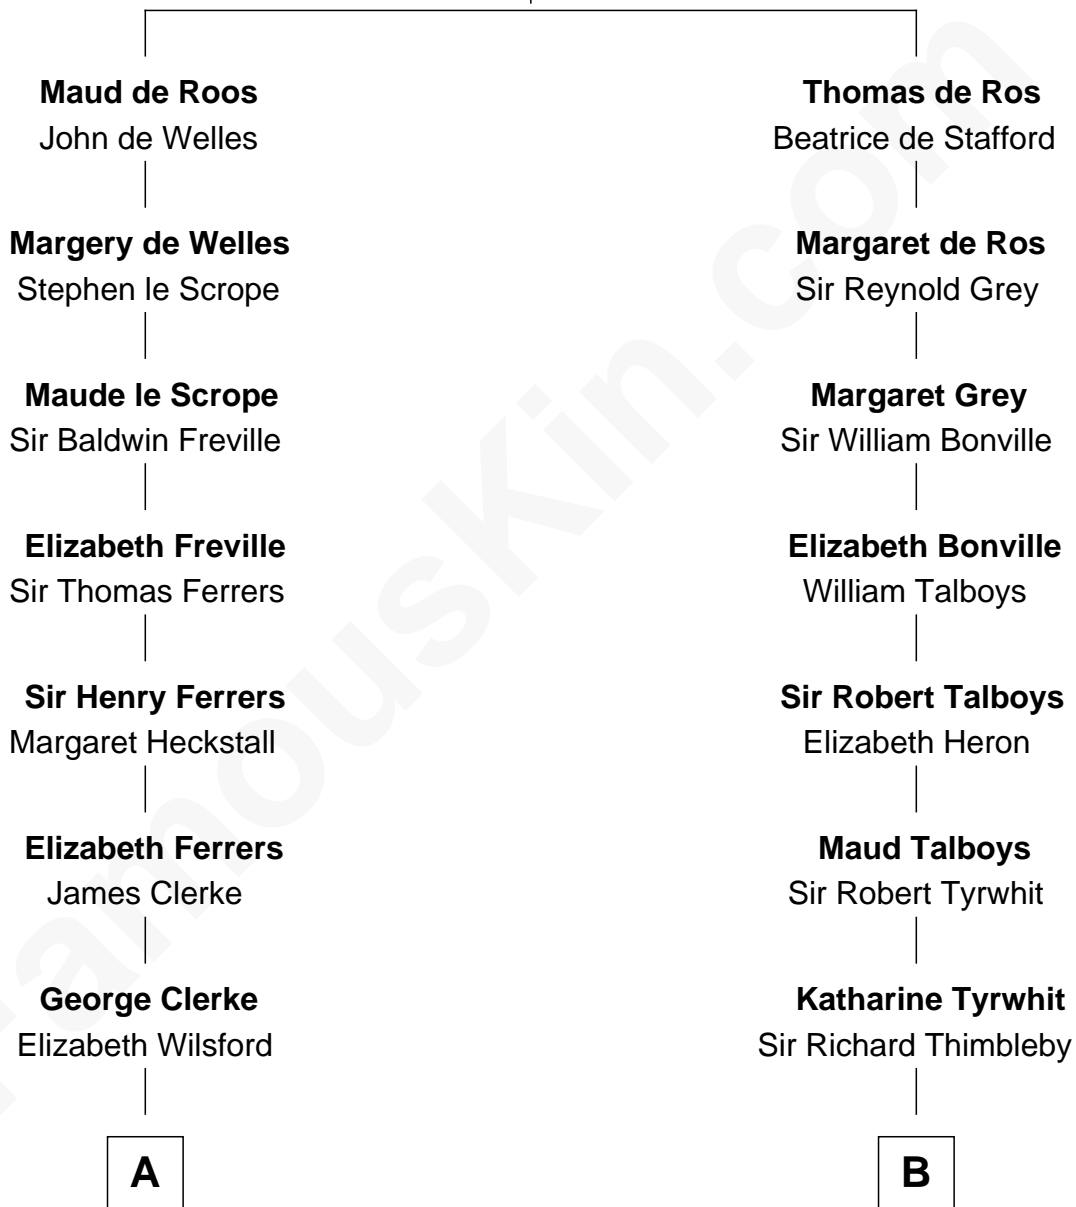 Maud de Roos
John de Welles
Margery de Welles
Stephen le Scrope
Maude le Scrope
Sir Baldwin Freville
Elizabeth Freville
Sir Thomas Ferrers
Sir Henry Ferrers
Margaret Heckstall
Elizabeth Ferrers
James Clerke
George Clerke
Elizabeth Wilsford
A
Thomas de Ros
Beatrice de Stafford
Margaret de Ros
Sir Reynold Grey
Margaret Grey
Sir William Bonville
Elizabeth Bonville
William Talboys
Sir Robert Talboys
Elizabeth Heron
Maud Talboys
Sir Robert Tyrwhit
Katharine Tyrwhit
Sir Richard Thimbleby
B
FamousKin.com